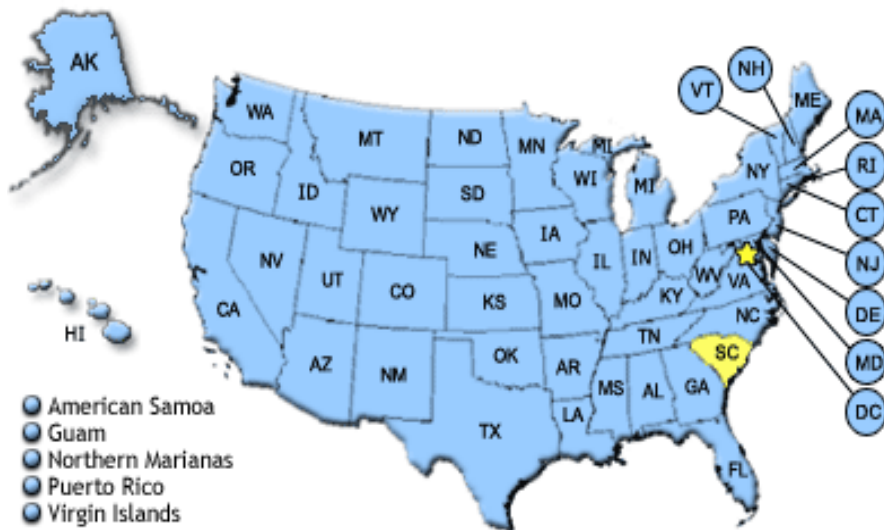 AK
WA
OR
ID
MT
ND
MN
SD
WY
NE
IA
WI
MI
MI
NV
UT
CO
CA
KS
MO
IL
IN
OH
KY
WV
VA
PA
NY
ME
VT
NH
MA
RI
CT
NJ
DE
MD
DC
HI
AZ
NM
OK
AR
TN
NC
SC
MS
AL
GA
LA
TX
FL
American Samoa
Guam
Northern Marianas
Puerto Rico
Virgin Islands